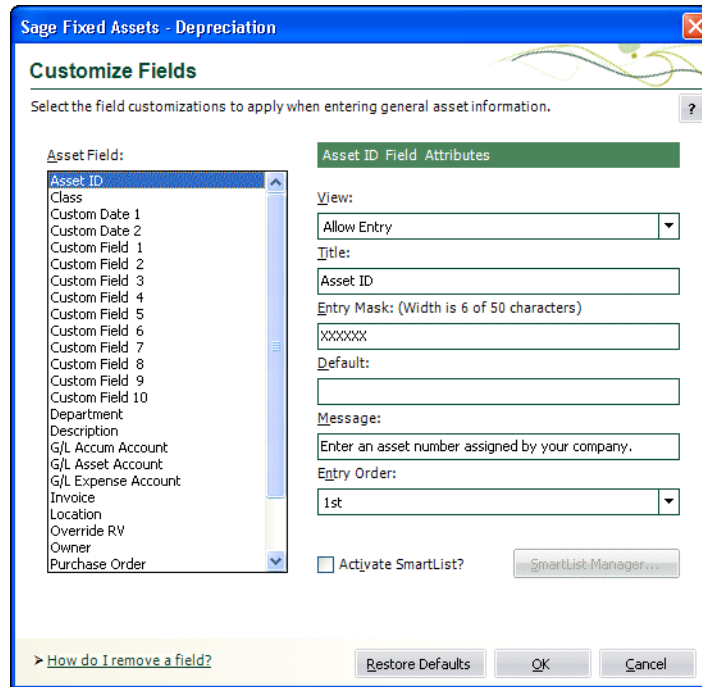 Sage Fixed Assets - Depreciation
Customize Fields
Select the field customizations to apply when entering general asset information.
?
Asset Field:
Asset ID
Class
Custom Date 1
Custom Date 2
Custom Field 1
Custom Field 2
Custom Field 3
Custom Field 4
Custom Field 5
Custom Field 6
Custom Field 7
Custom Field 8
Custom Field 9
Custom Field 10
Department
Description
G/L Accum Account
G/L Asset Account
G/L Expense Account
Invoice
Location
Override RV
Owner
Purchase Order
Asset ID Field Attributes
View:
Allow Entry
Title:
Asset ID
Entry Mask: (Width is 6 of 50 characters)
XXXXXX
Default:
Message:
Enter an asset number assigned by your company.
Entry Order:
1st
Activate SmartList?
SmartList Manager...
How do I remove a field?
Restore Defaults
OK
Cancel